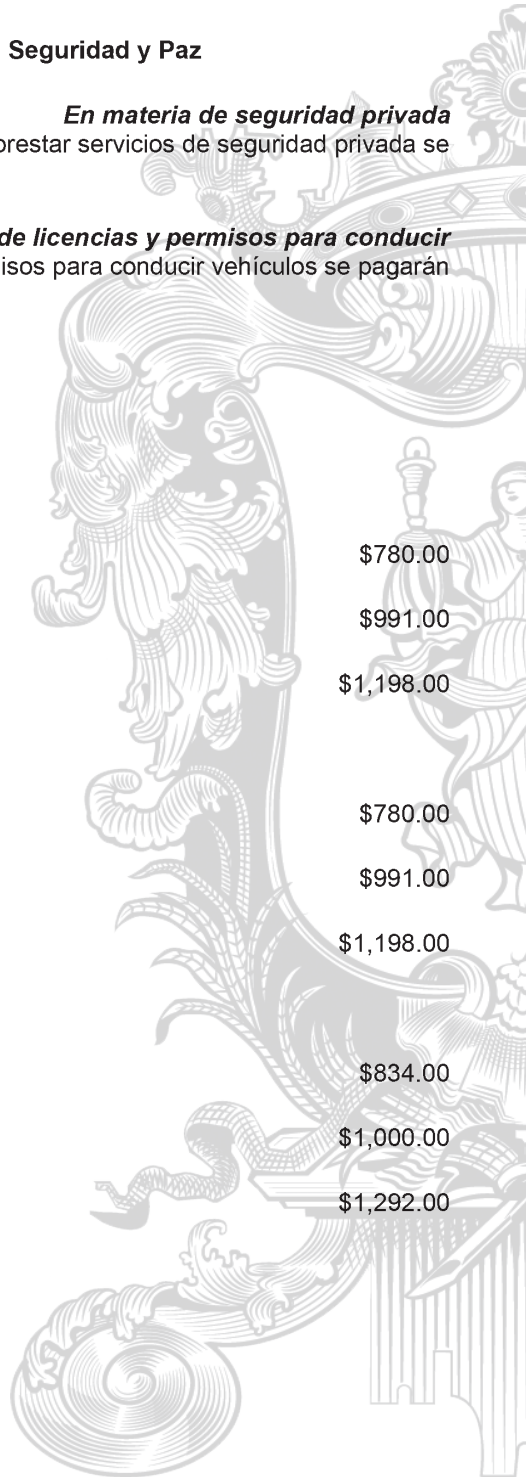 Seguridad y Paz
En materia de seguridad privada
prestar servicios de seguridad privada se
de licencias y permisos para conducir
isos para conducir vehículos se pagarán
$780.00
$991.00
$1,198.00
$780.00
$991.00
$1,198.00
$834.00
$1,000.00
$1,292.00